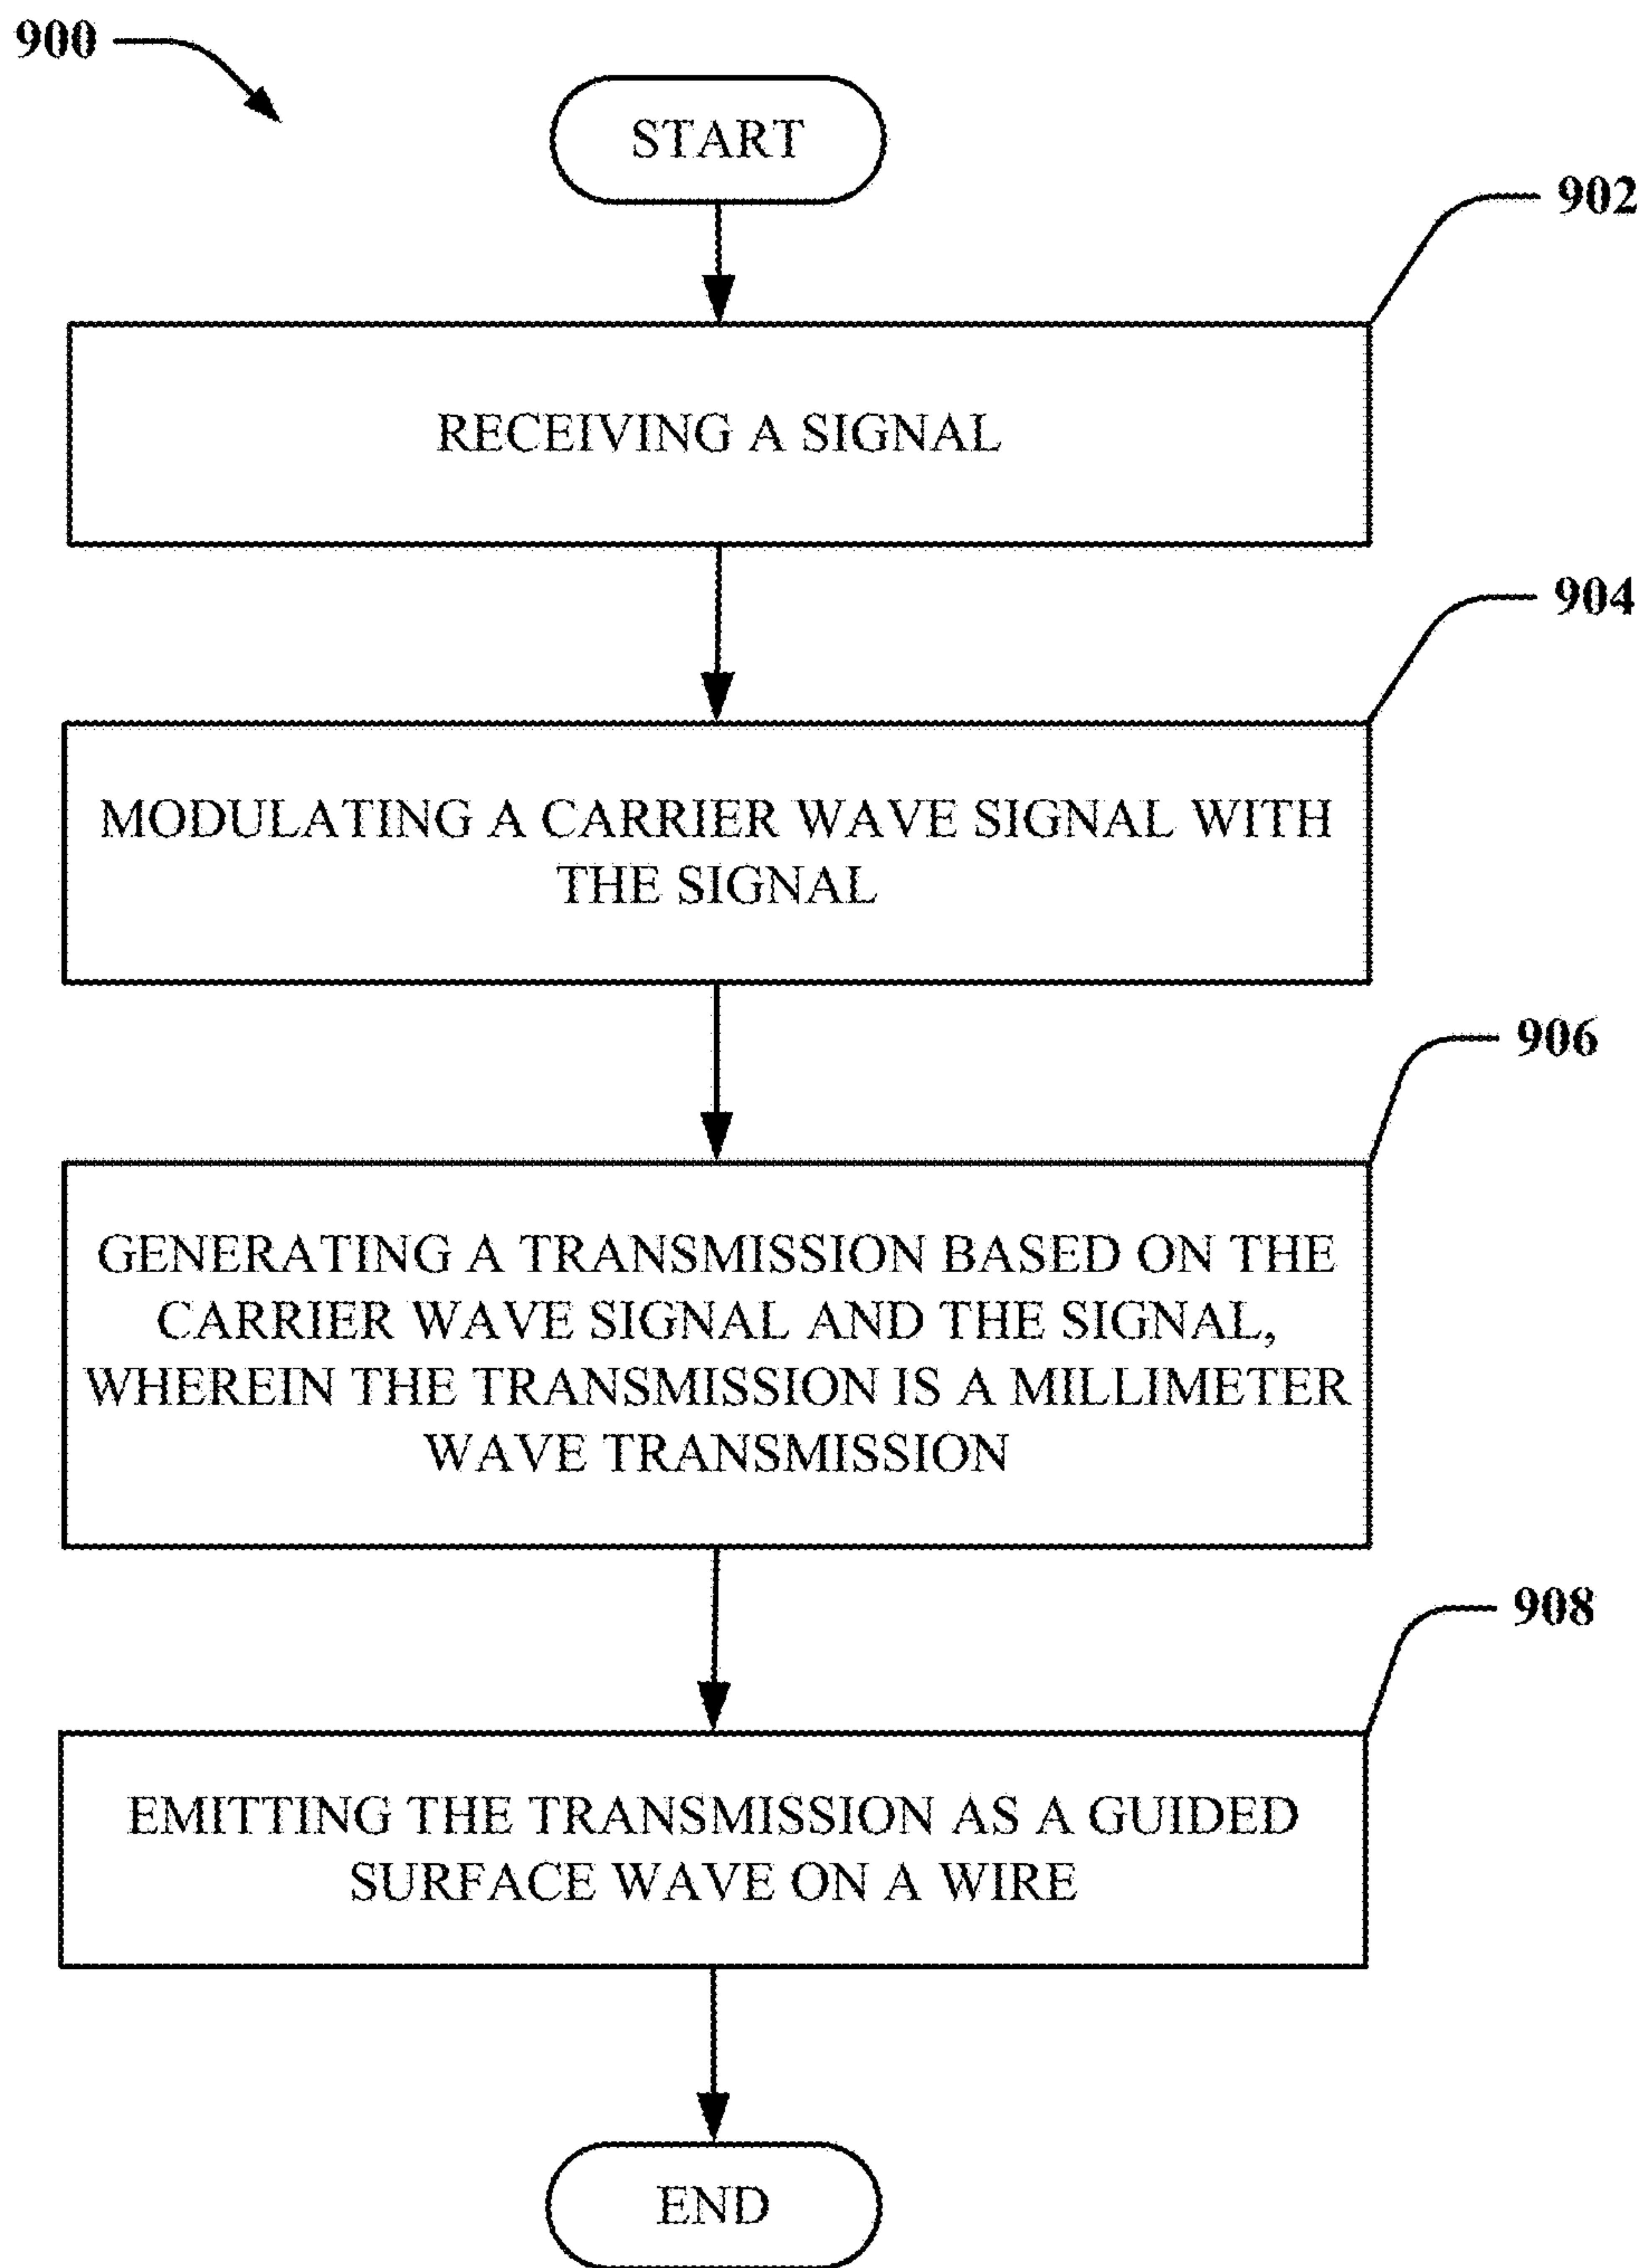 900
START
902
RECEIVING A SIGNAL
904
MODULATING A CARRIER WAVE SIGNAL WITH
THE SIGNAL
906
GENERATING A TRANSMISSION BASED ON THE
CARRIER WAVE SIGNAL AND THE SIGNAL,
WHEREIN THE TRANSMISSION IS A MILLIMETER
WAVE TRANSMISSION
908
EMITTING THE TRANSMISSION AS A GUIDED
SURFACE WAVE ON A WIRE
END